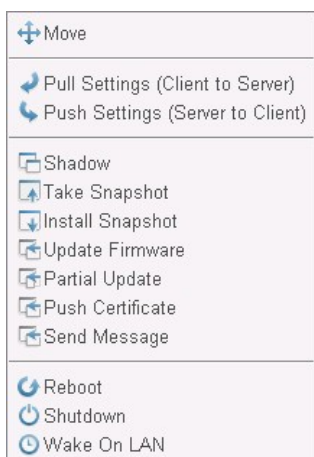 Move
Pull Settings (Client to Server)
Push Settings (Server to Client)
Shadow
Take Snapshot
Install Snapshot
Update Firmware
Partial Update
Push Certificate
Send Message
Reboot
Shutdown
Wake On LAN